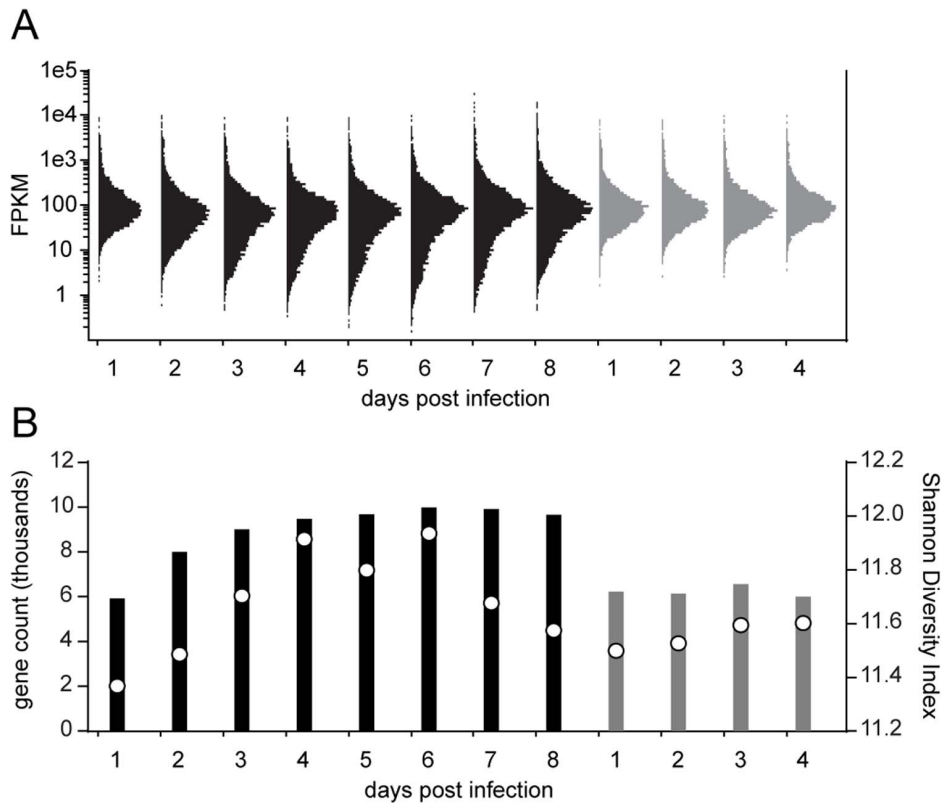 A
1e5
1e4
1e3
100
10
1
FPKM
1 2 3 4 5 6 7 8 1 2 3 4
days post infection
B
12
10
8
6
4
2
0
gene count (thousands)
12.2
12.0
11.8
11.6
11.4
11.2
Shannon Diversity Index
1 2 3 4 5 6 7 8 1 2 3 4
days post infection